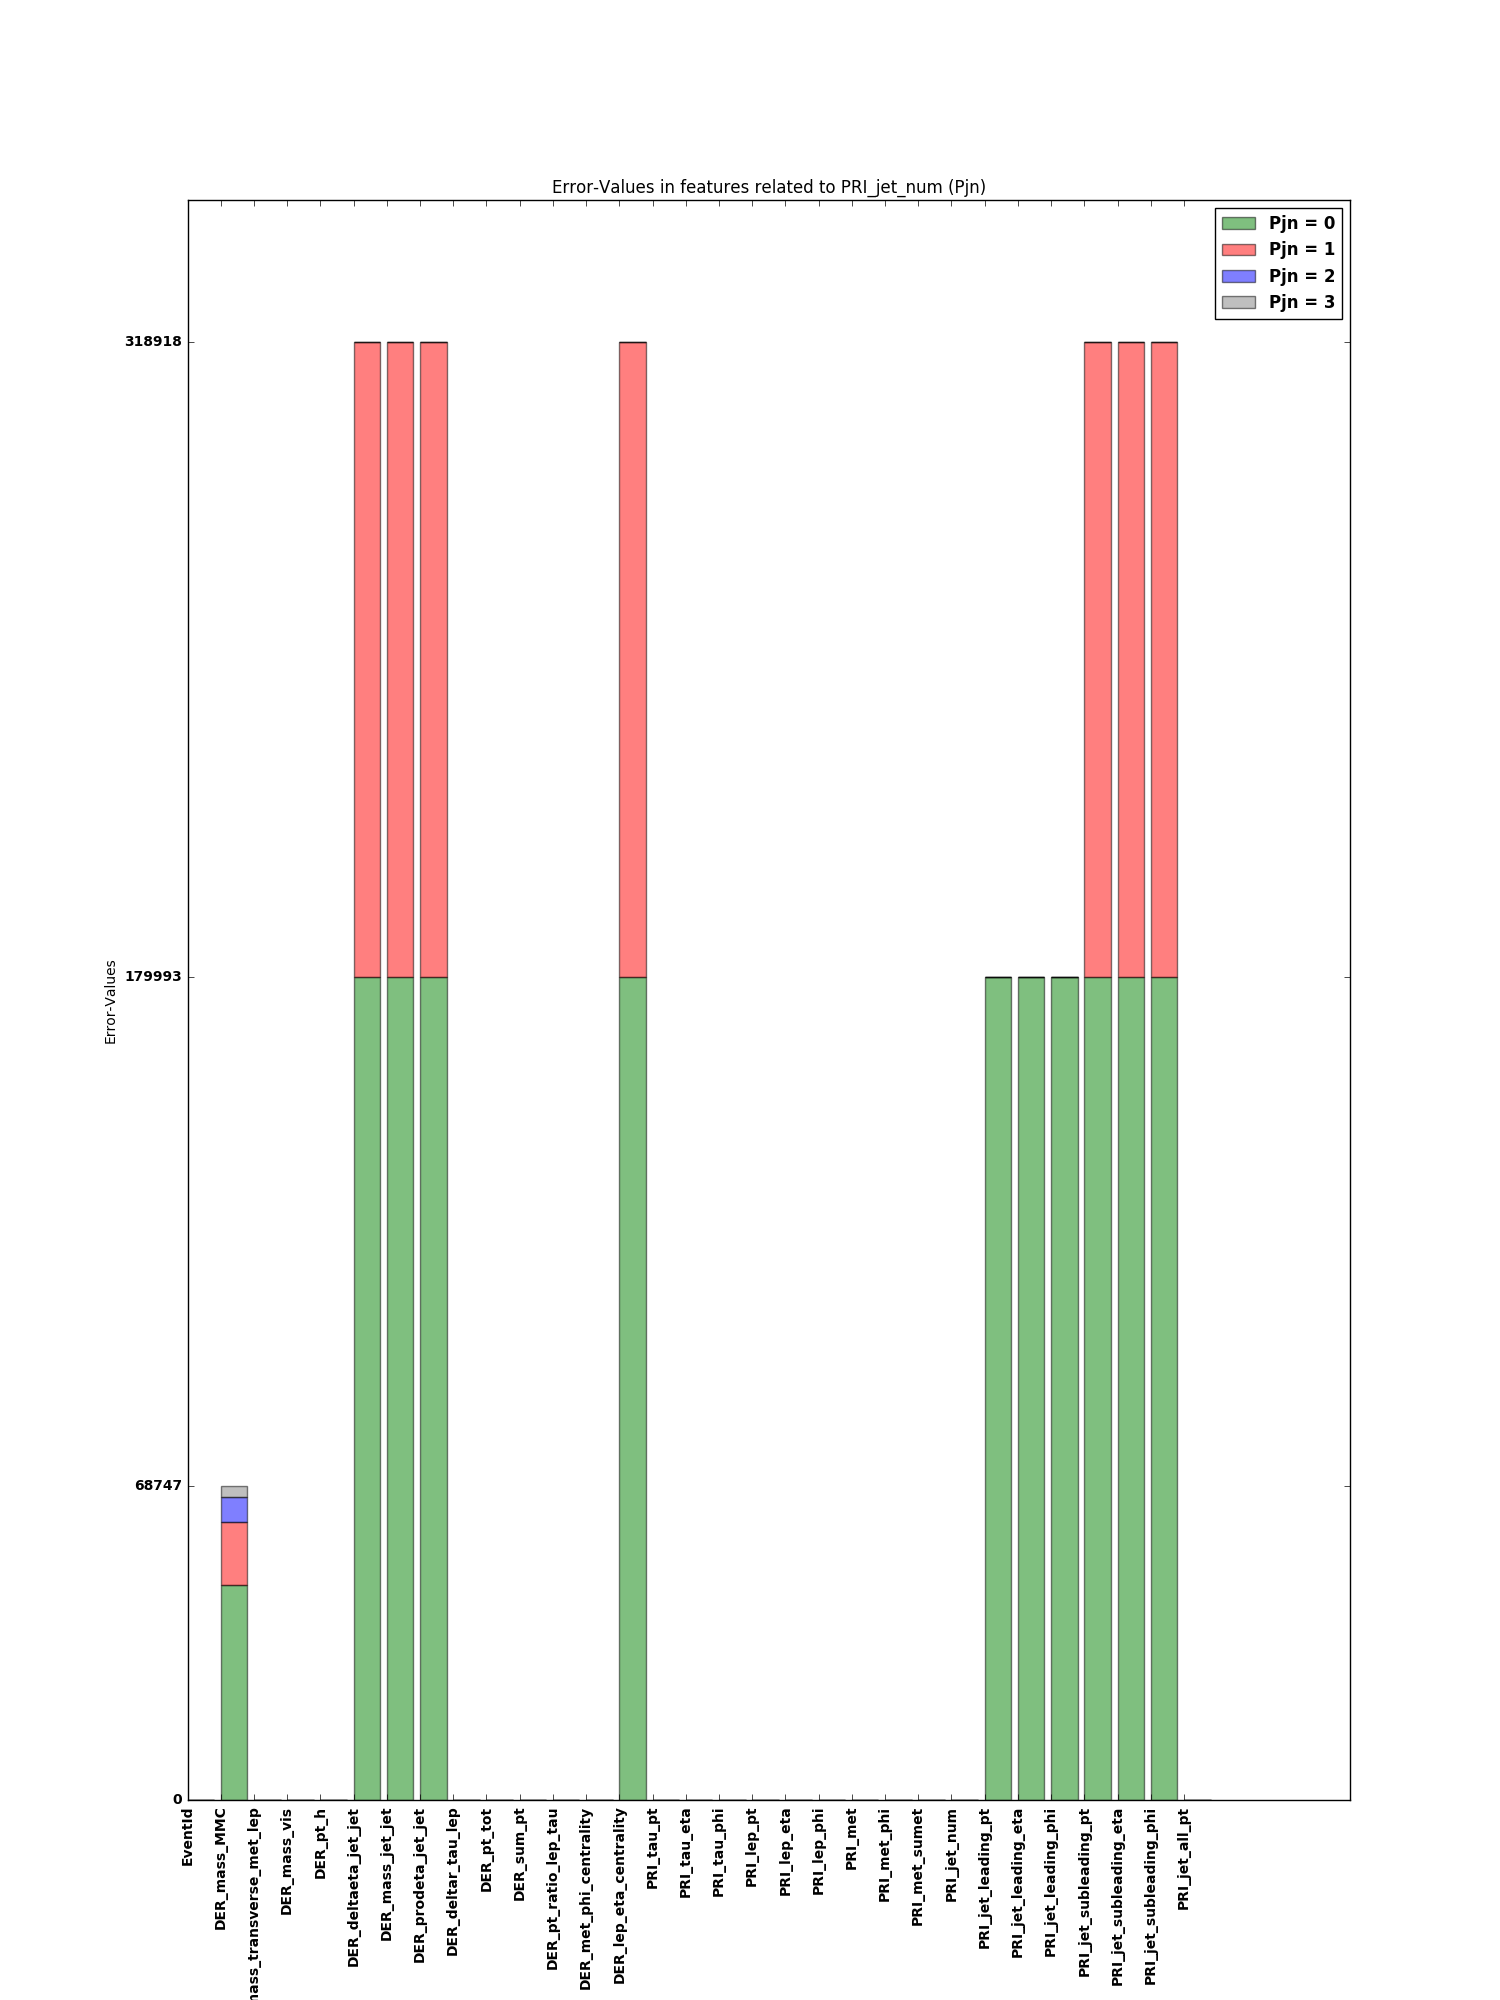 Error-Values in features related to PRI_jet_num (Pjn)
Pjn = 0
Pjn = 1
Pjn = 2
Pjn = 3
318918
179993
68747
0
Error-Values
EventId
DER_mass_MMC
mass_transverse_met_lep
DER_mass_vis
DER_pt_h
DER_deltaeta_jet_jet
DER_mass_jet_jet
DER_prodeta_jet_jet
DER_deltar_tau_lep
DER_pt_tot
DER_sum_pt
DER_pt_ratio_lep_tau
DER_met_phi_centrality
DER_lep_eta_centrality
PRI_tau_pt
PRI_tau_eta
PRI_tau_phi
PRI_lep_pt
PRI_lep_eta
PRI_lep_phi
PRI_met
PRI_met_phi
PRI_met_sumet
PRI_jet_num
PRI_jet_leading_pt
PRI_jet_leading_eta
PRI_jet_leading_phi
PRI_jet_subleading_pt
PRI_jet_subleading_eta
PRI_jet_subleading_phi
PRI_jet_all_pt